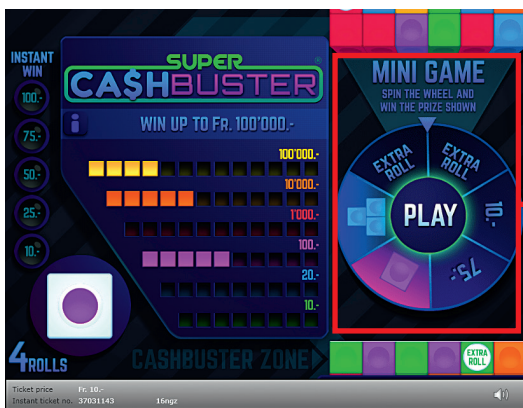 INSTANT
WIN
100.-
75.-
50.-
25.-
10.-
SUPER
CA$HBUSTER
WIN UP TO FR. 100'000.-
100'000.-
10'000.-
1'000.-
100.-
20.-
10.-
4 ROLLS
CASHBUSTER ZONE
MINI GAME
SPIN THE WHEEL AND
WIN THE PRIZE SHOWN
EXTRA
ROLL
EXTRA
ROLL
10.-
75.-
PLAY
EXTRA
ROLL
Ticket price Fr. 10.-
Instant ticket no. 37031143 16ngz